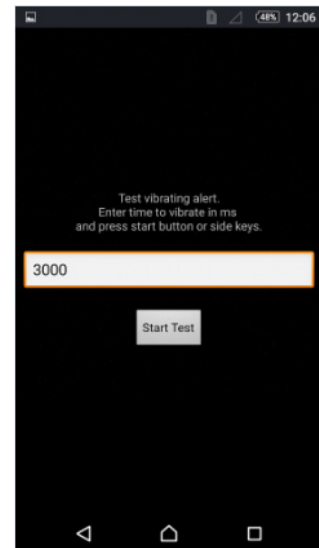 48% 12:06
Test vibrating alert.
Enter time to vibrate in ms
and press start button or side keys.
3000
Start Test